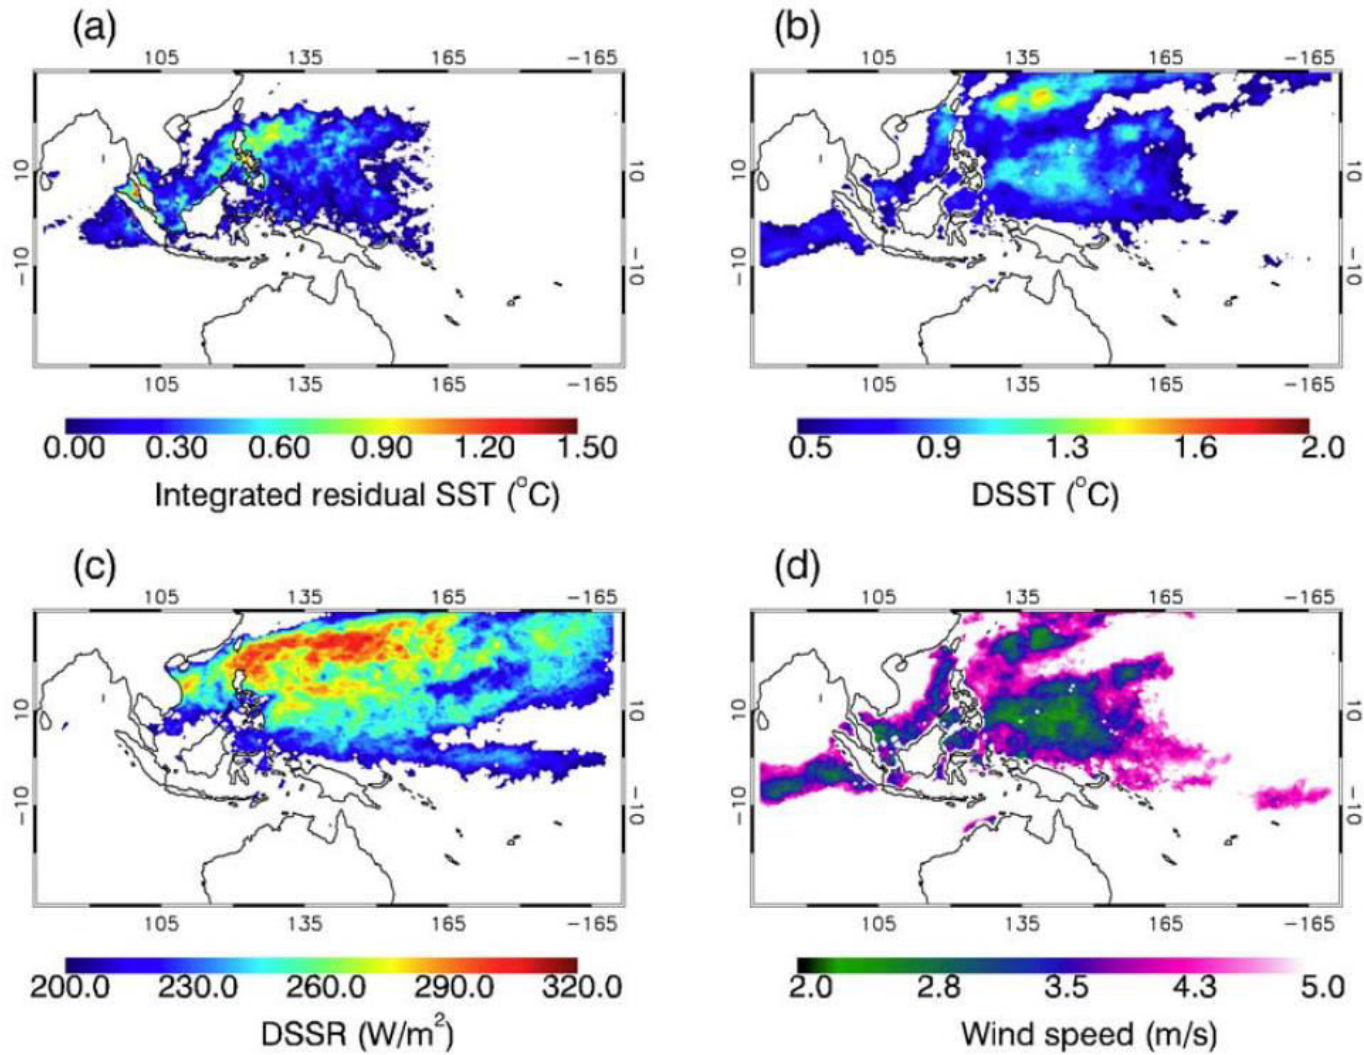 (a)
(b)
105 135 165 −165
105 135 165 −165
10 10
−10 −10
10 10
−10 −10
105 135 165 −165
105 135 165 −165
0.00 0.30 0.60 0.90 1.20 1.50
0.5 0.9 1.3 1.6 2.0
Integrated residual SST (°C)
DSST (°C)
(c)
(d)
105 135 165 −165
105 135 165 −165
10 10
−10 −10
10 10
−10 −10
105 135 165 −165
105 135 165 −165
200.0 230.0 260.0 290.0 320.0
2.0 2.8 3.5 4.3 5.0
DSSR (W/m²)
Wind speed (m/s)